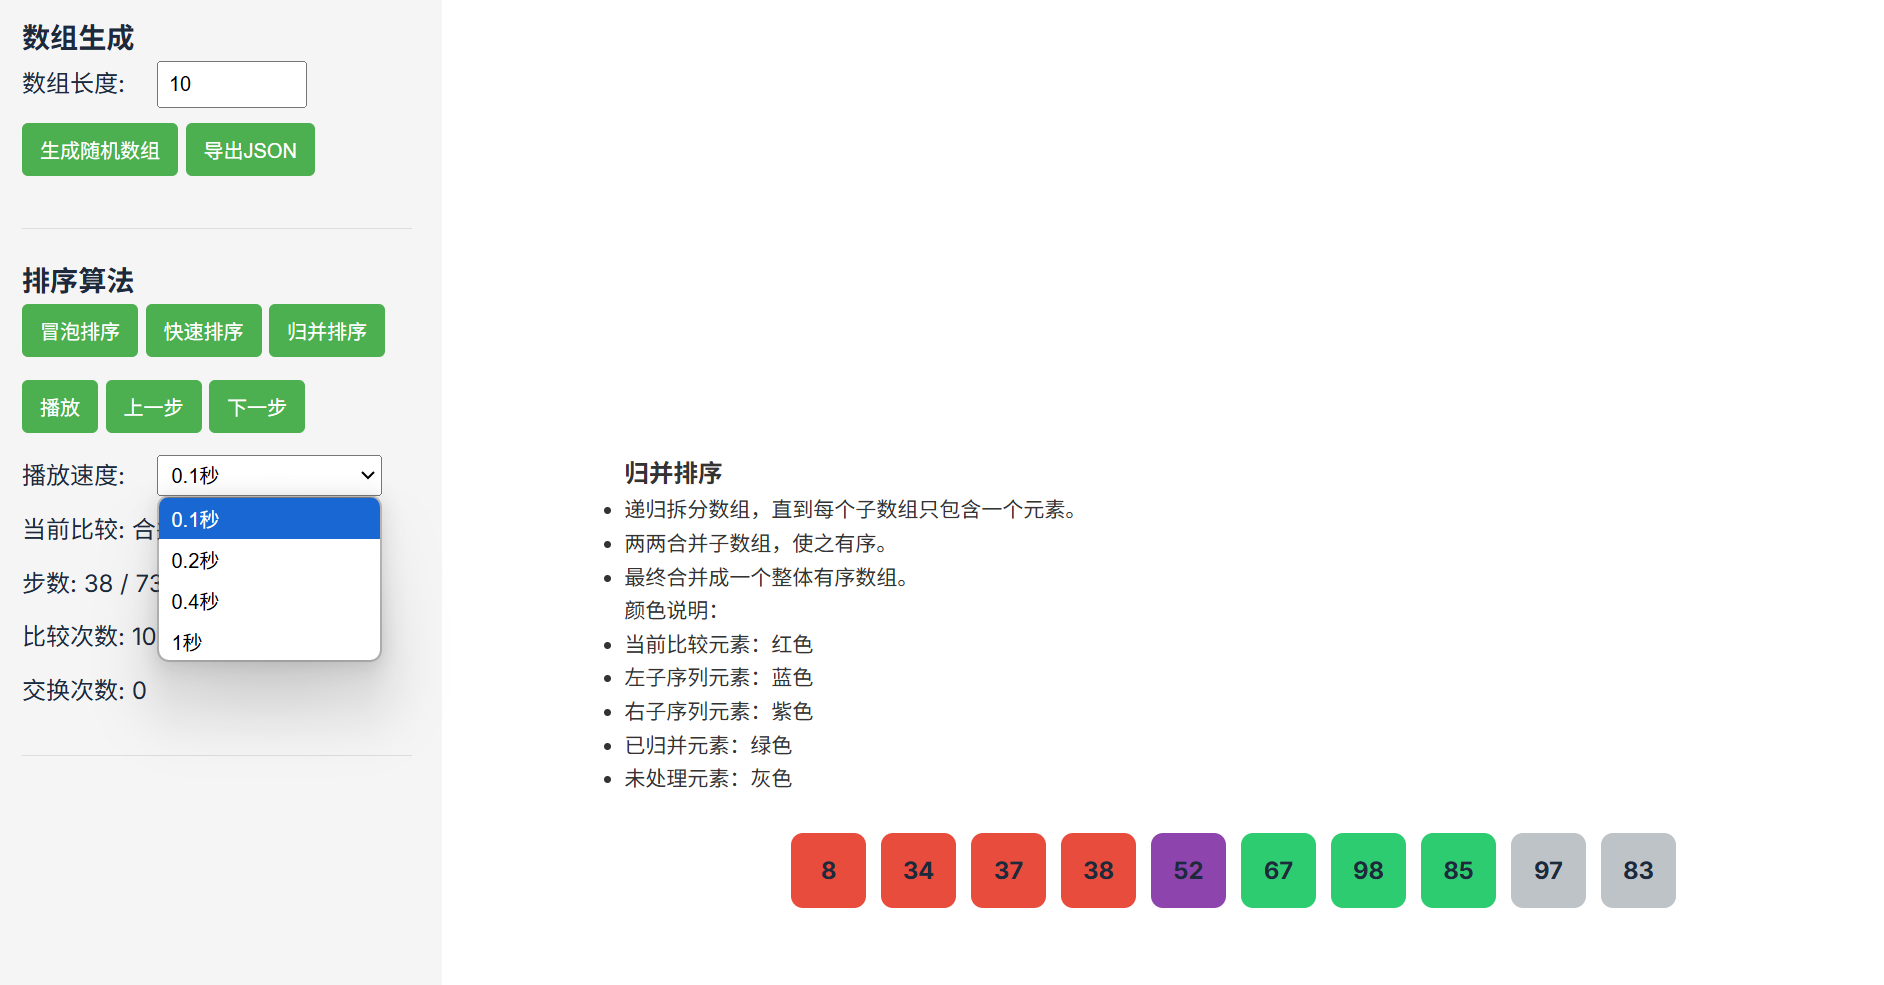 数组生成
数组长度: 10
生成随机数组 导出JSON
排序算法
冒泡排序 快速排序 归并排序
播放 上一步 下一步
播放速度: 0.1秒
0.1秒
当前比较: 合
0.2秒
步数: 38 / 73
0.4秒
比较次数: 10
1秒
交换次数: 0
归并排序
递归拆分数组，直到每个子数组只包含一个元素。
两两合并子数组，使之有序。
最终合并成一个整体有序数组。
颜色说明：
当前比较元素：红色
左子序列元素：蓝色
右子序列元素：紫色
已归并元素：绿色
未处理元素：灰色
8 34 37 38 52 67 98 85 97 83